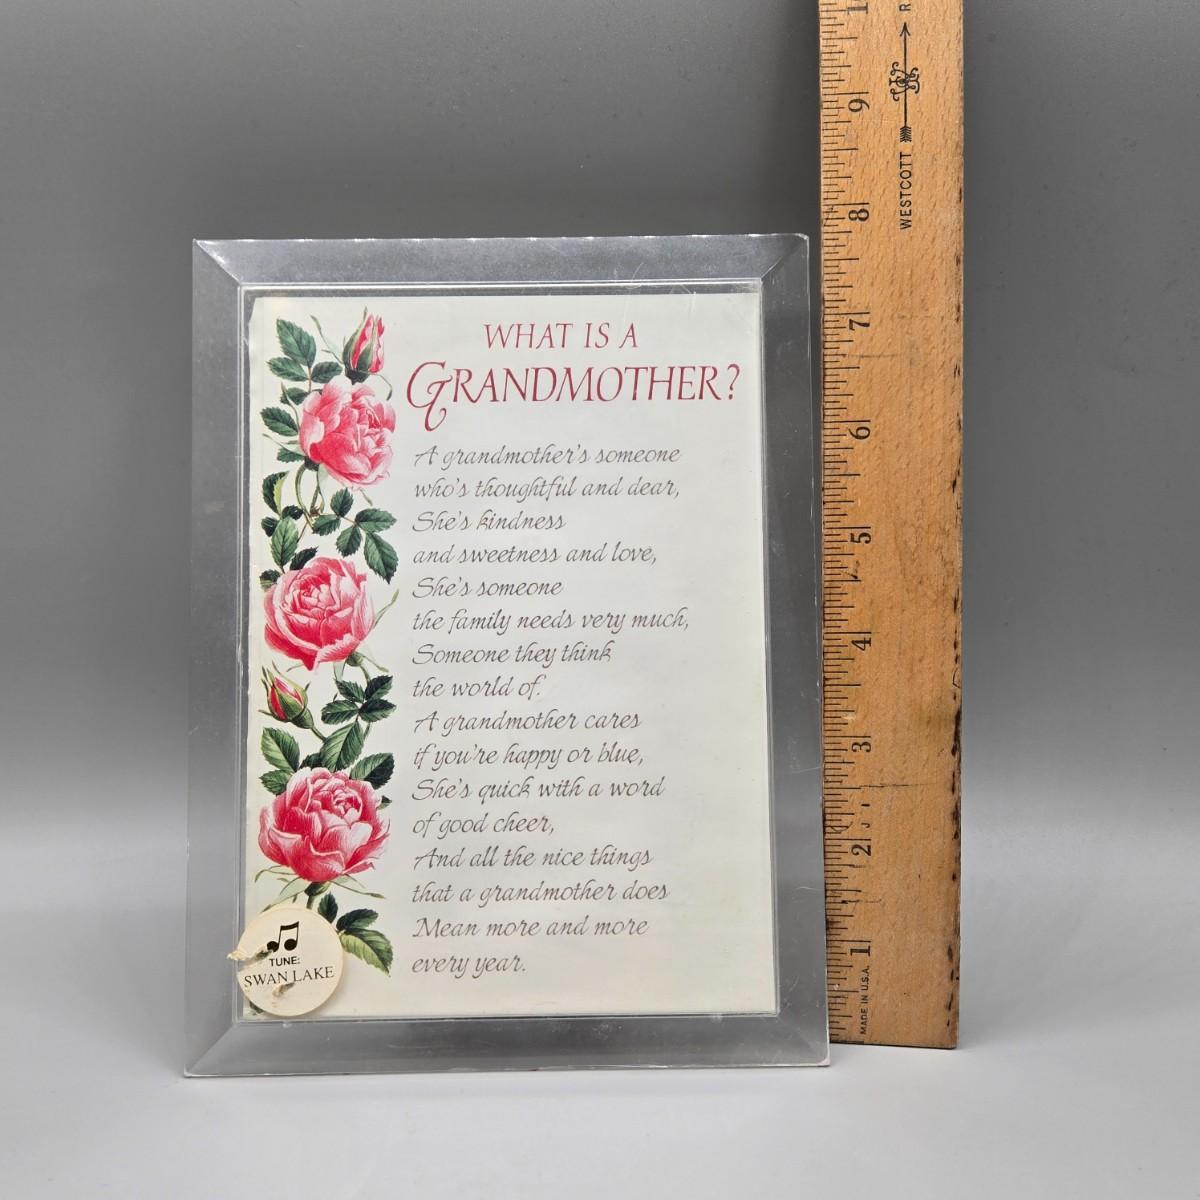 WHAT IS A
GRANDMOTHER?
A grandmother's someone
who's thoughtful and dear,
She's kindness
and sweetness and love,
She's someone
the family needs very much,
Someone they think
the world of.
A grandmother cares
if you're happy or blue,
She's quick with a word
of good cheer,
And all the nice things
that a grandmother does
Mean more and more
every year.
TUNE:
SWAN LAKE
WESTCOTT
R
9
8
7
6
5
4
3
2
1
MADE IN U.S.A.